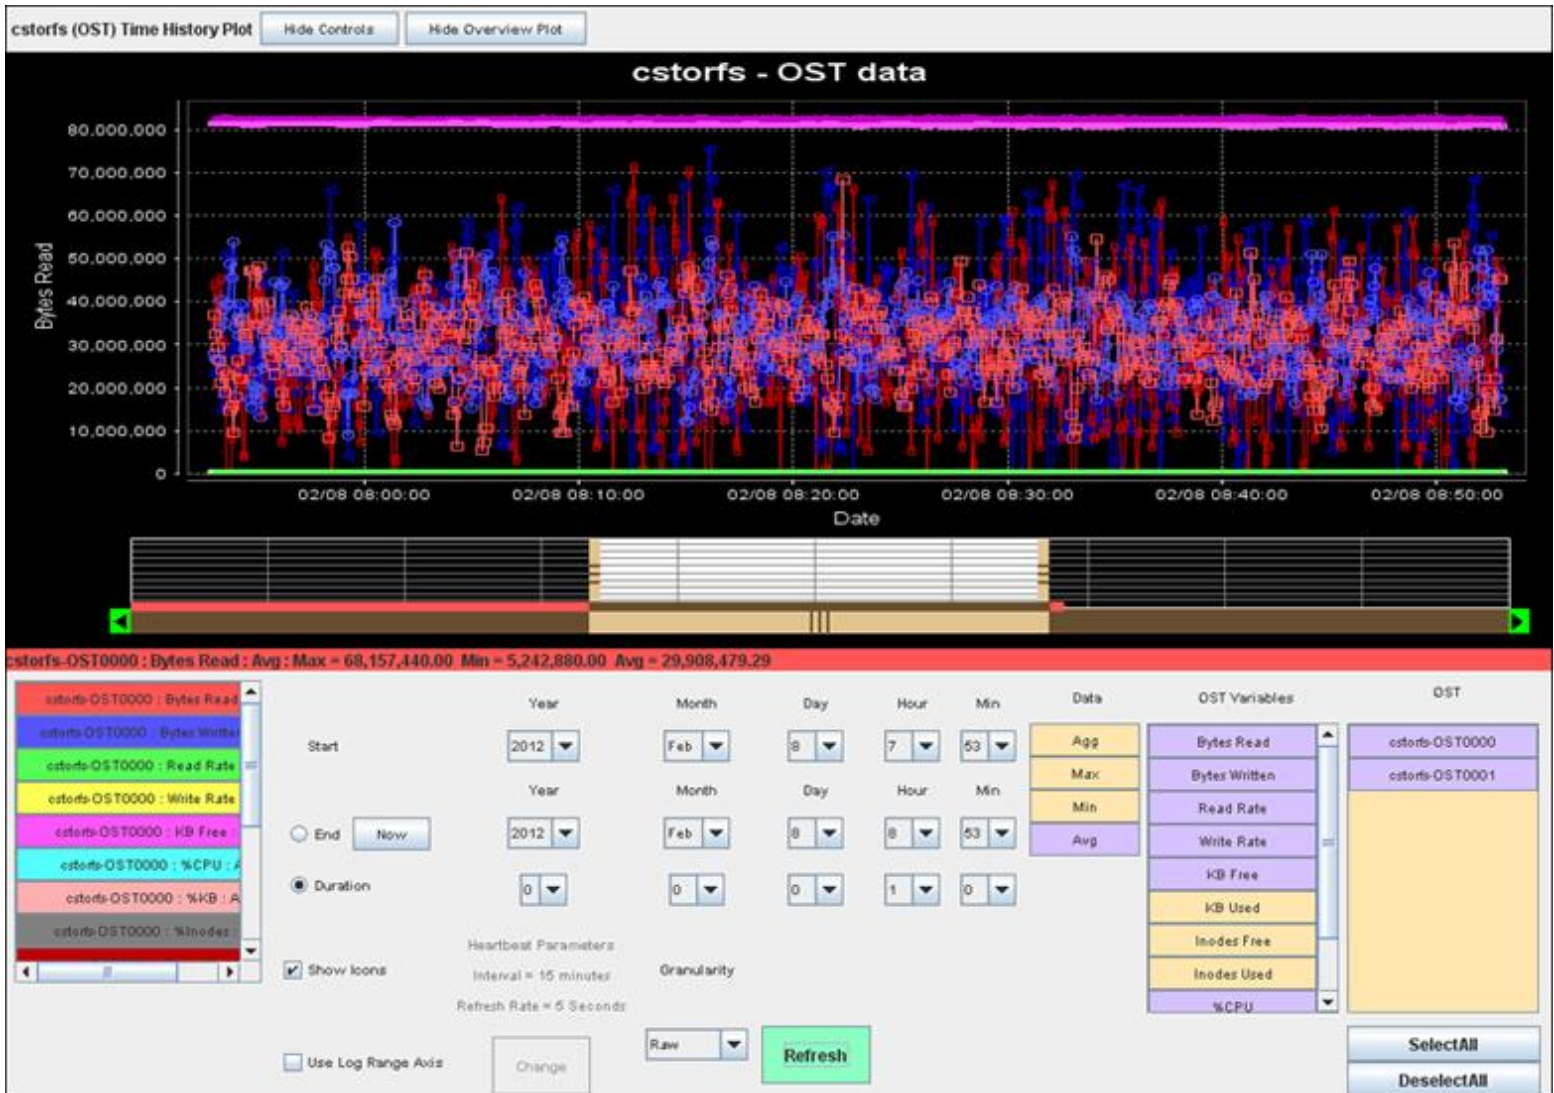 cstorfs (OST) Time History Plot Hide Controls Hide Overview Plot
cstorfs - OST data
80,000,000
70,000,000
60,000,000
50,000,000
40,000,000
30,000,000
20,000,000
10,000,000
0
Bytes Read
02/08 08:00:00 02/08 08:10:00 02/08 08:20:00 02/08 08:30:00 02/08 08:40:00 02/08 08:50:00
Date
cstorfs-OST0000 : Bytes Read : Avg : Max = 68,157,440.00 Min = 5,242,880.00 Avg = 29,908,479.29
cstorfs-OST0000 : Bytes Read
cstorfs-OST0000 : Bytes Written
cstorfs-OST0000 : Read Rate
cstorfs-OST0000 : Write Rate
cstorfs-OST0000 : KB Free :
cstorfs-OST0000 : %CPU : A
cstorfs-OST0000 : %KB : A
cstorfs-OST0000 : %Inodes :
Year Month Day Hour Min
Start 2012 Feb 8 7 53
Year Month Day Hour Min
End Now 2012 Feb 8 8 53
Duration 0 0 0 1 0
Show Icons
Heartbeat Parameters
Interval = 15 minutes
Refresh Rate = 5 Seconds
Granularity
Use Log Range Axis
Change
Raw
Refresh
Data
Agg
Max
Min
Avg
OST Variables
Bytes Read
Bytes Written
Read Rate
Write Rate
KB Free
KB Used
Inodes Free
Inodes Used
%CPU
OST
cstorfs-OST0000
cstorfs-OST0001
SelectAll
DeselectAll